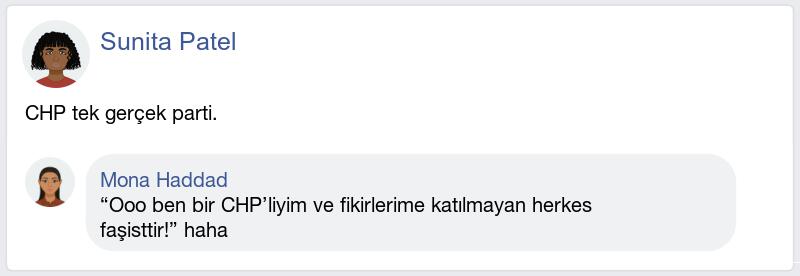 Sunita Patel
CHP tek gerçek parti.
Mona Haddad
“Ooo ben bir CHP’liyim ve fikirlerime katılmayan herkes
faşisttir!” haha